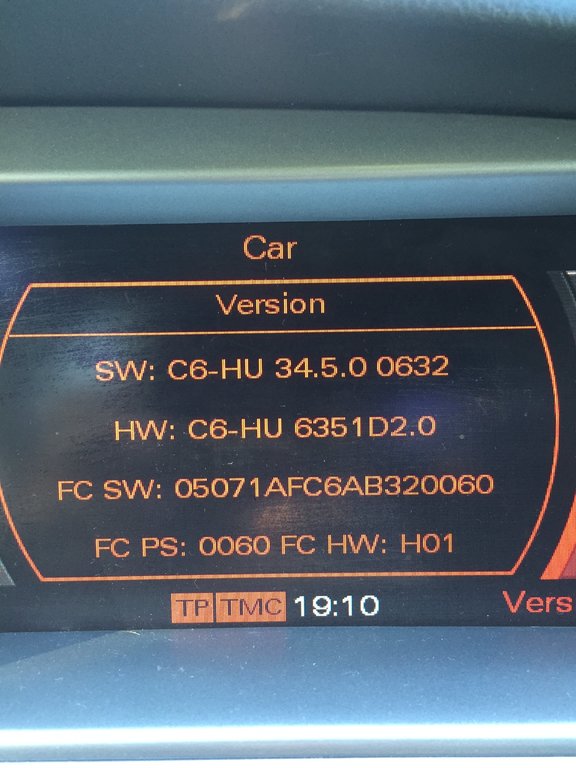 Car
Version
SW: C6-HU 34.5.0 0632
HW: C6-HU 6351D2.0
FC SW: 05071AFC6AB320060
FC PS: 0060 FC HW: H01
TP TMC 19:10
Vers